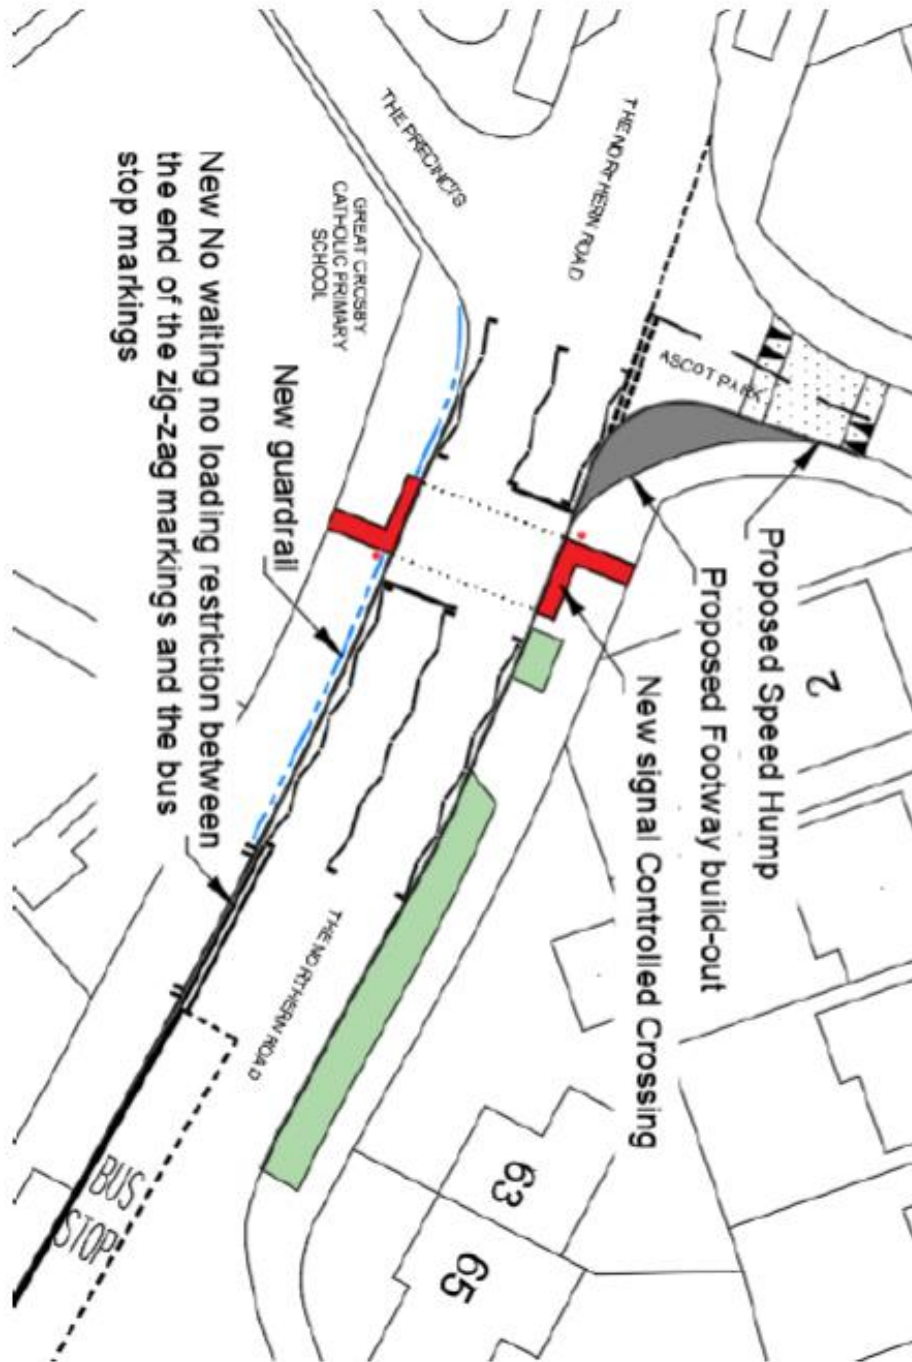 THE PRECINCTS
THE NORTHERN ROAD
GREAT CROSBY
CATHOLIC PRIMARY
SCHOOL
ASCOT PARK
Proposed Speed Hump
Proposed Footway build-out
New signal Controlled Crossing
2
New guardrail
New No waiting no loading restriction between
the end of the zig-zag markings and the bus
stop markings
THE NORTHERN ROAD
63
65
BUS
STOP